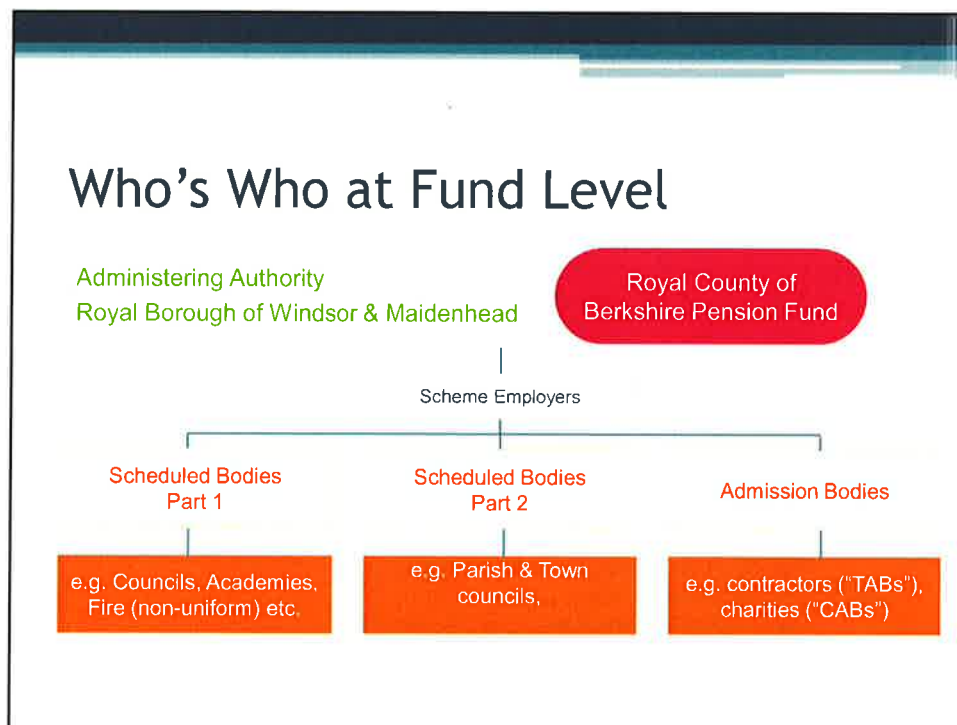 Who's Who at Fund Level
Administering Authority
Royal Borough of Windsor & Maidenhead
Royal County of
Berkshire Pension Fund
Scheme Employers
Scheduled Bodies
Part 1
Scheduled Bodies
Part 2
Admission Bodies
e.g. Councils, Academies,
Fire (non-uniform) etc.
e.g. Parish & Town
councils,
e.g. contractors ("TABs"),
charities ("CABs")